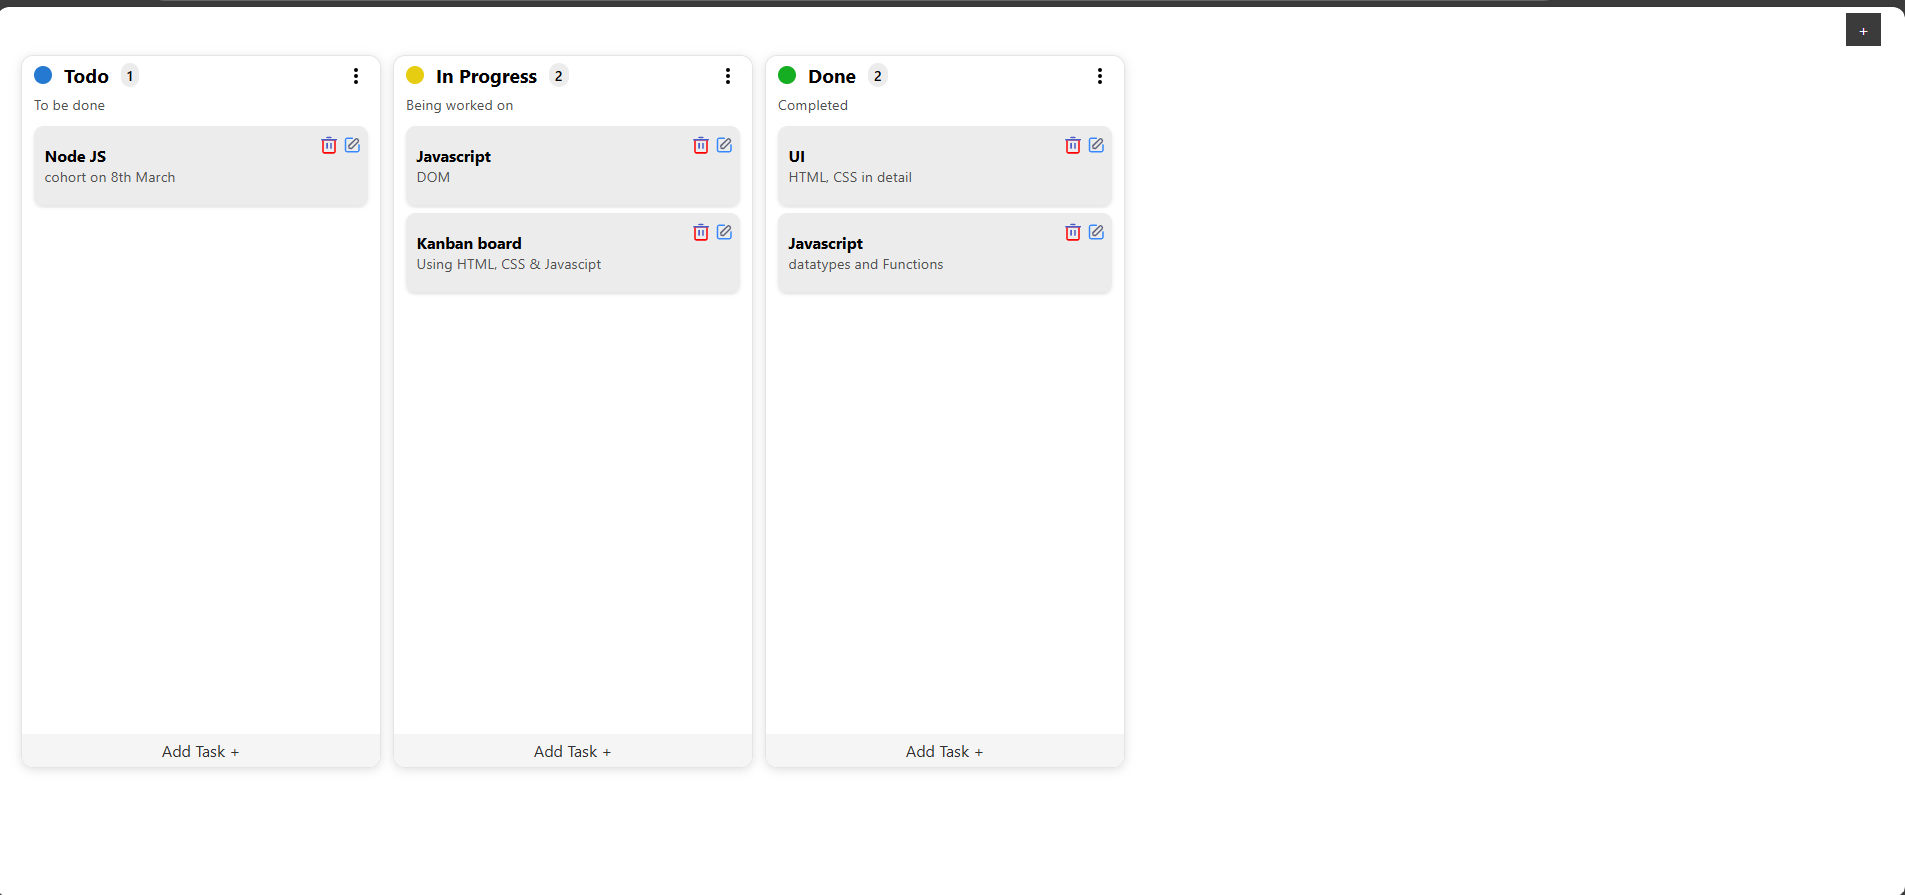 +
Todo 1
To be done
Node JS
cohort on 8th March
Add Task +
In Progress 2
Being worked on
Javascript
DOM
Kanban board
Using HTML, CSS & Javascipt
Add Task +
Done 2
Completed
UI
HTML, CSS in detail
Javascript
datatypes and Functions
Add Task +